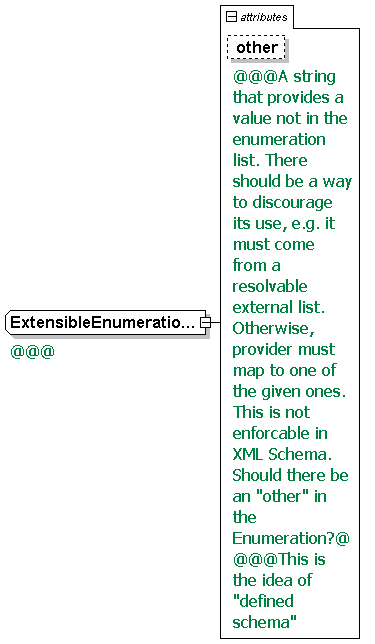 attributes
other
@@@A string
that provides a
value not in the
enumeration
list. There
should be a way
to discourage
its use, e.g. it
must come
from a
resolvable
external list.
Otherwise,
provider must
map to one of
the given ones.
This is not
enforcable in
XML Schema.
Should there be
an "other" in
the
Enumeration?@
@@@This is
the idea of
"defined
schema"
ExtensibleEnumeratio...
@@@